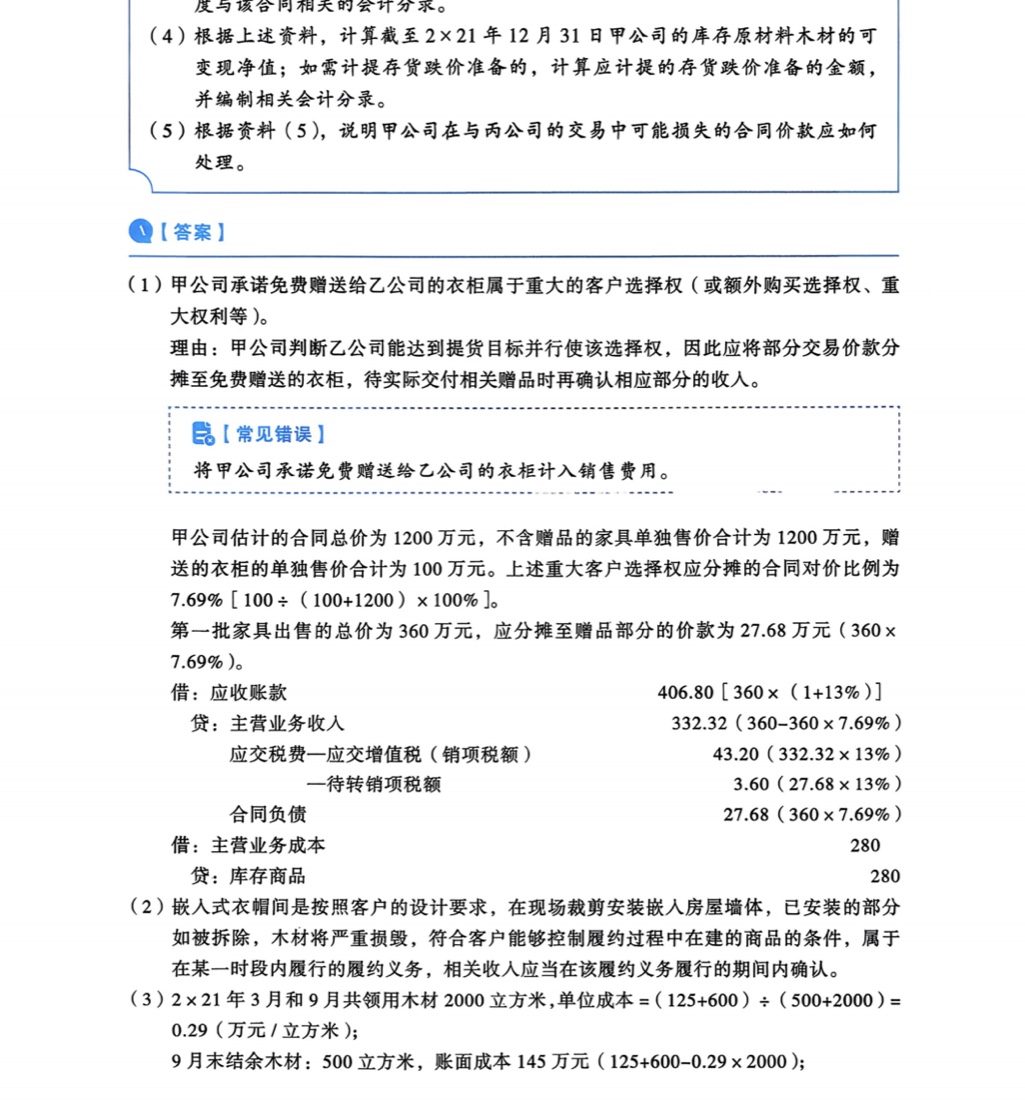 度与该合同相关的会计分录。
（4）根据上述资料，计算截至2×21年12月31日甲公司的库存原材料木材的可
变现净值；如需计提存货跌价准备的，计算应计提的存货跌价准备的金额，
并编制相关会计分录。
（5）根据资料（5），说明甲公司在与丙公司的交易中可能损失的合同价款应如何
处理。
【答案】
（1）甲公司承诺免费赠送给乙公司的衣柜属于重大的客户选择权（或额外购买选择权、重
大权利等）。
理由：甲公司判断乙公司能达到提货目标并行使该选择权，因此应将部分交易价款分
摊至免费赠送的衣柜，待实际交付相关赠品时再确认相应部分的收入。
【常见错误】
将甲公司承诺免费赠送给乙公司的衣柜计入销售费用。
甲公司估计的合同总价为1200万元，不含赠品的家具单独售价合计为1200万元，赠
送的衣柜的单独售价合计为100万元。上述重大客户选择权应分摊的合同对价比例为
7.69%［100÷（100+1200）×100%］。
第一批家具出售的总价为360万元，应分摊至赠品部分的价款为27.68万元（360×
7.69%）。
借：应收账款 406.80［360×（1+13%）］
贷：主营业务收入 332.32（360-360×7.69%）
应交税费—应交增值税（销项税额） 43.20（332.32×13%）
—待转销项税额 3.60（27.68×13%）
合同负债 27.68（360×7.69%）
借：主营业务成本 280
贷：库存商品 280
（2）嵌入式衣帽间是按照客户的设计要求，在现场裁剪安装嵌入房屋墙体，已安装的部分
如被拆除，木材将严重损毁，符合客户能够控制履约过程中在建的商品的条件，属于
在某一时段内履行的履约义务，相关收入应当在该履约义务履行的期间内确认。
（3）2×21年3月和9月共领用木材2000立方米,单位成本=（125+600）÷（500+2000）=
0.29（万元/立方米）；
9月末结余木材：500立方米，账面成本145万元（125+600-0.29×2000）；